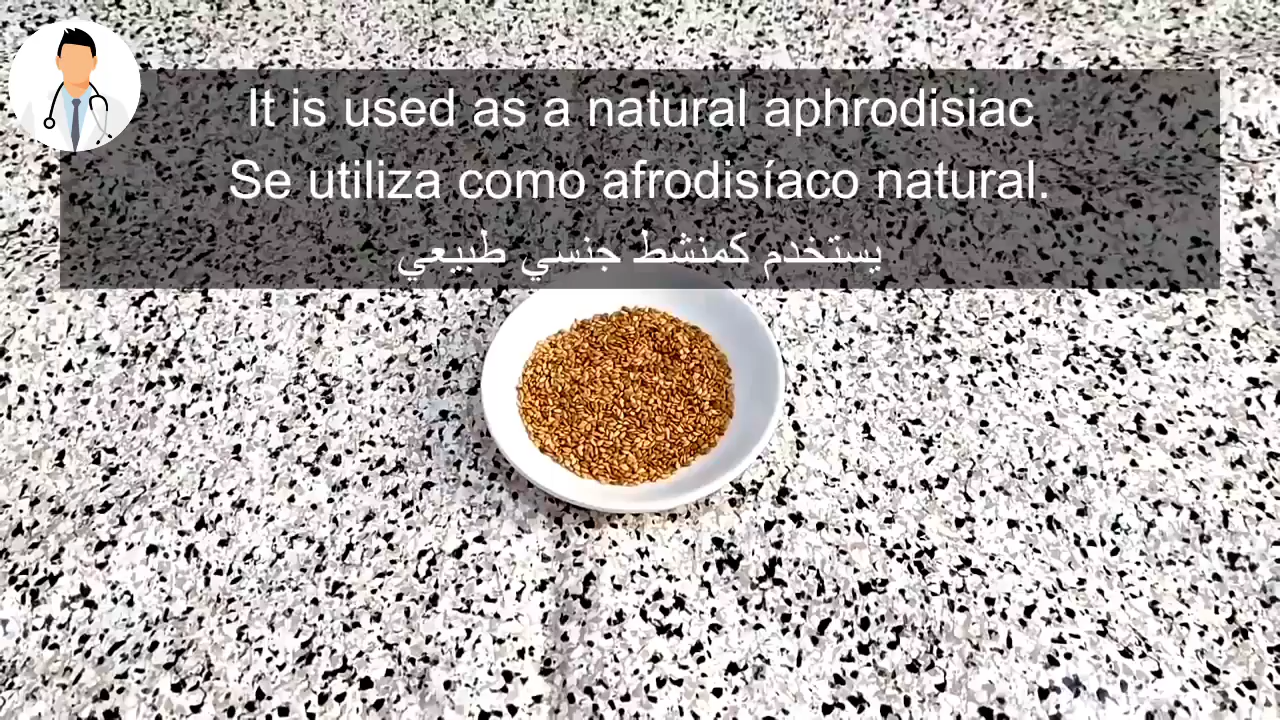 It is used as a natural aphrodisiac
Se utiliza como afrodisíaco natural.
يستخدم كمنشط جنسي طبيعي